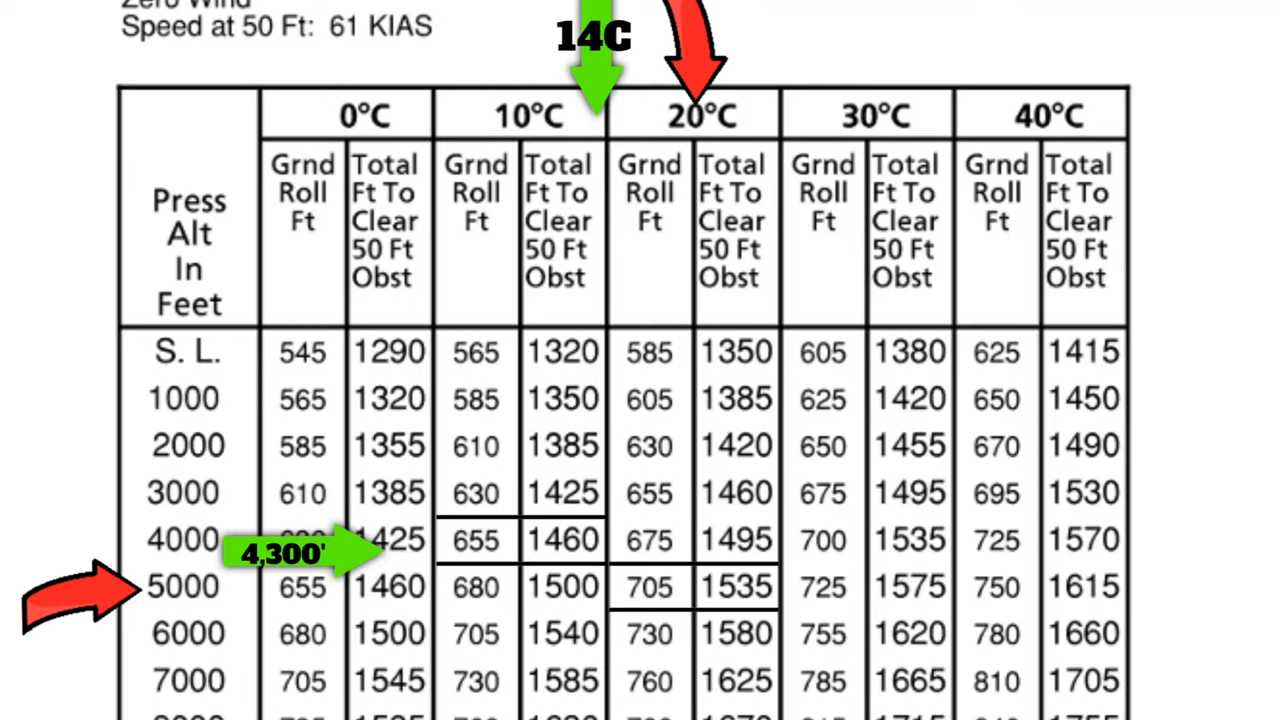 Zero Wind
Speed at 50 Ft: 61 KIAS
14C
0°C 10°C 20°C 30°C 40°C
Press Alt In Feet
Grnd Roll Ft Total Ft To Clear 50 Ft Obst Grnd Roll Ft Total Ft To Clear 50 Ft Obst Grnd Roll Ft Total Ft To Clear 50 Ft Obst Grnd Roll Ft Total Ft To Clear 50 Ft Obst Grnd Roll Ft Total Ft To Clear 50 Ft Obst
S. L. 545 1290 565 1320 585 1350 605 1380 625 1415
1000 565 1320 585 1350 605 1385 625 1420 650 1450
2000 585 1355 610 1385 630 1420 650 1455 670 1490
3000 610 1385 630 1425 655 1460 675 1495 695 1530
4000 1425 655 1460 675 1495 700 1535 725 1570
4,300'
5000 655 1460 680 1500 705 1535 725 1575 750 1615
6000 680 1500 705 1540 730 1580 755 1620 780 1660
7000 705 1545 730 1585 760 1625 785 1665 810 1705